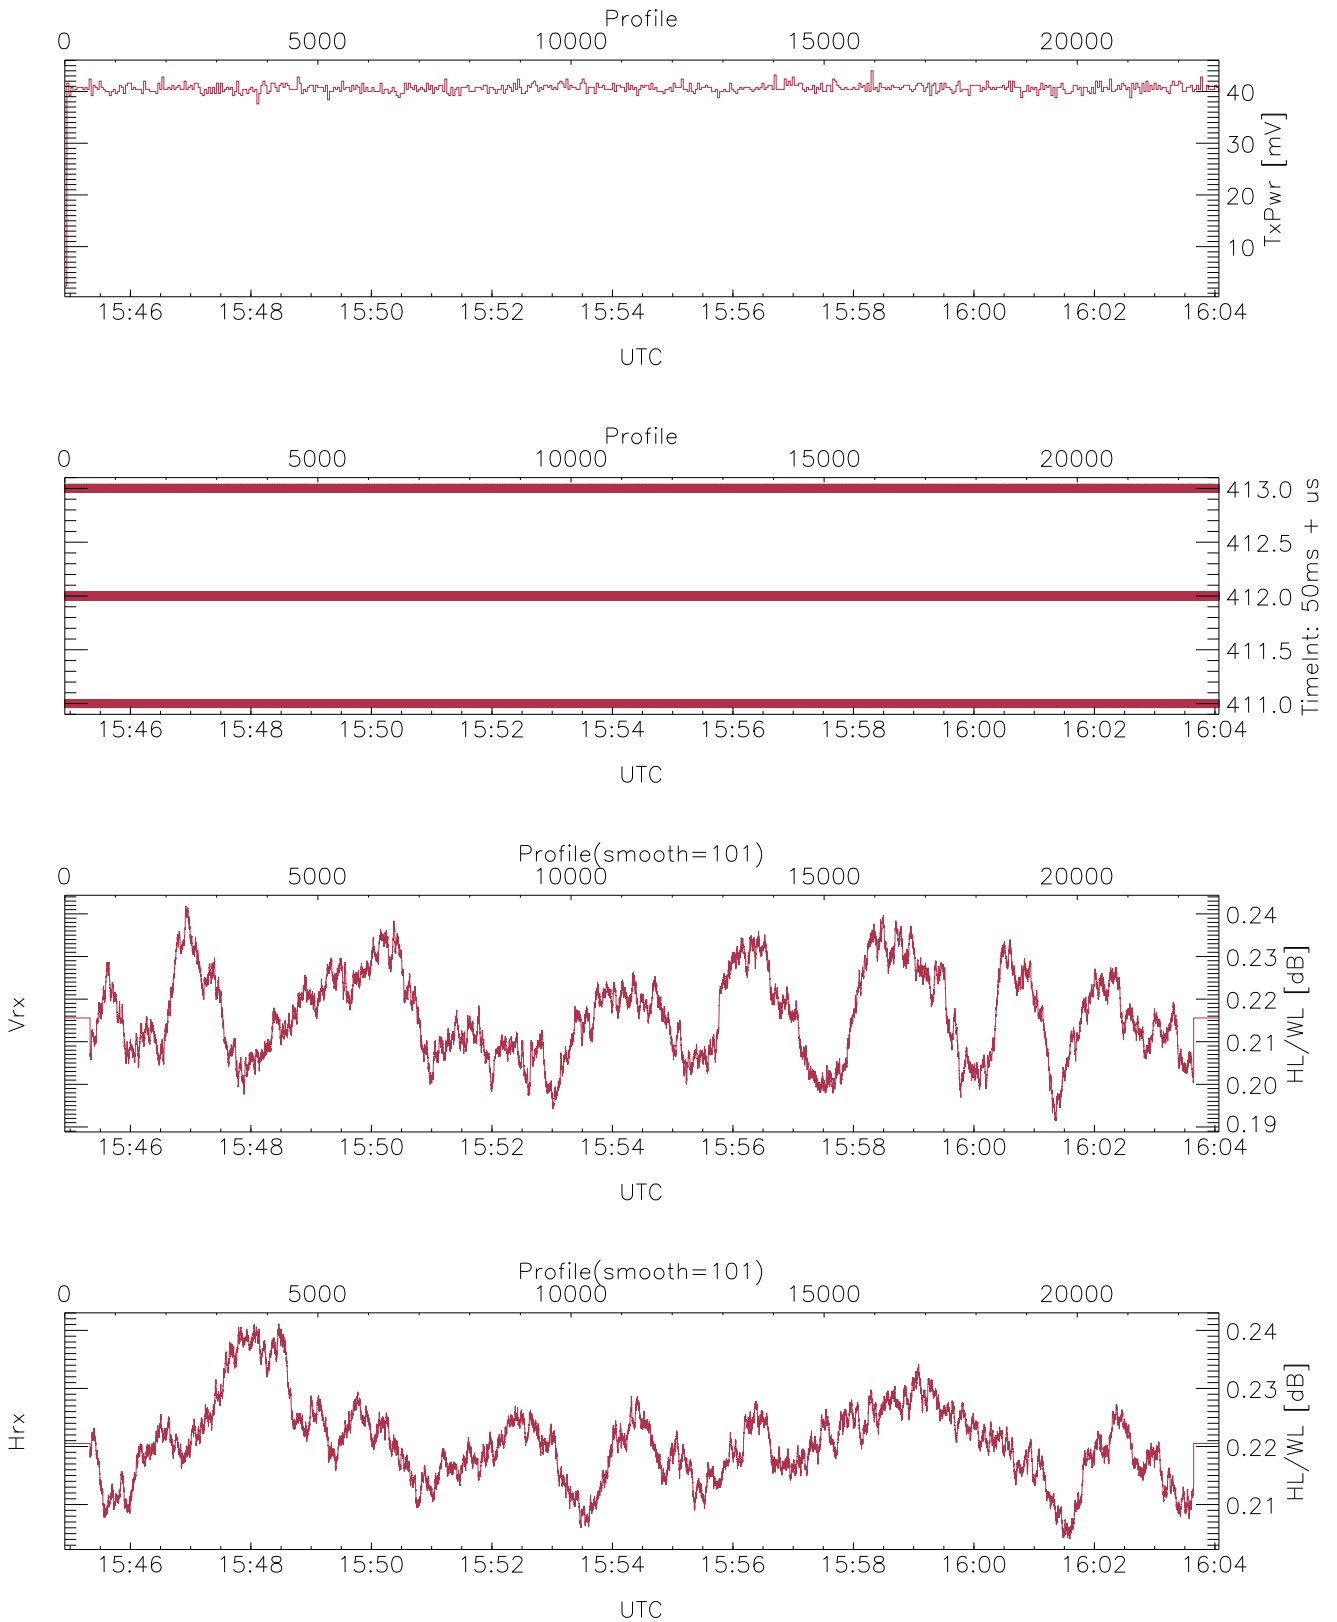 Profile
0 5000 10000 15000 20000
40
30
20
10
TxPwr [mV]
15:46 15:48 15:50 15:52 15:54 15:56 15:58 16:00 16:02 16:04
UTC
Profile
0 5000 10000 15000 20000
413.0
412.5
412.0
411.5
411.0
TimeInt: 50ms + us
15:46 15:48 15:50 15:52 15:54 15:56 15:58 16:00 16:02 16:04
UTC
Profile(smooth=101)
0 5000 10000 15000 20000
Vrx
0.24
0.23
0.22
0.21
0.20
0.19
HL/WL [dB]
15:46 15:48 15:50 15:52 15:54 15:56 15:58 16:00 16:02 16:04
UTC
Profile(smooth=101)
0 5000 10000 15000 20000
Hrx
0.24
0.23
0.22
0.21
HL/WL [dB]
15:46 15:48 15:50 15:52 15:54 15:56 15:58 16:00 16:02 16:04
UTC